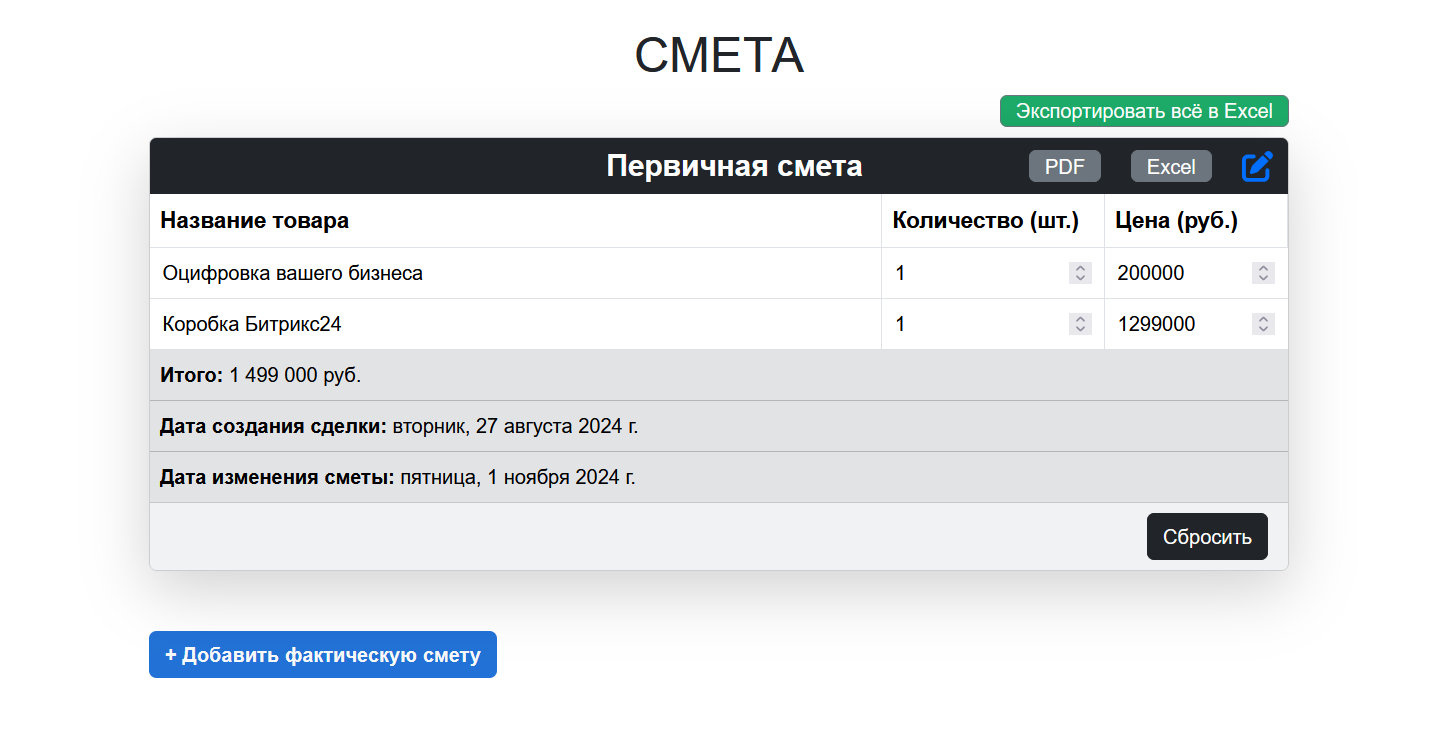 СМЕТА
Экспортировать всё в Excel
Первичная смета PDF Excel
Название товара Количество (шт.) Цена (руб.)
Оцифровка вашего бизнеса 1 200000
Коробка Битрикс24 1 1299000
Итого: 1 499 000 руб.
Дата создания сделки: вторник, 27 августа 2024 г.
Дата изменения сметы: пятница, 1 ноября 2024 г.
Сбросить
+ Добавить фактическую смету